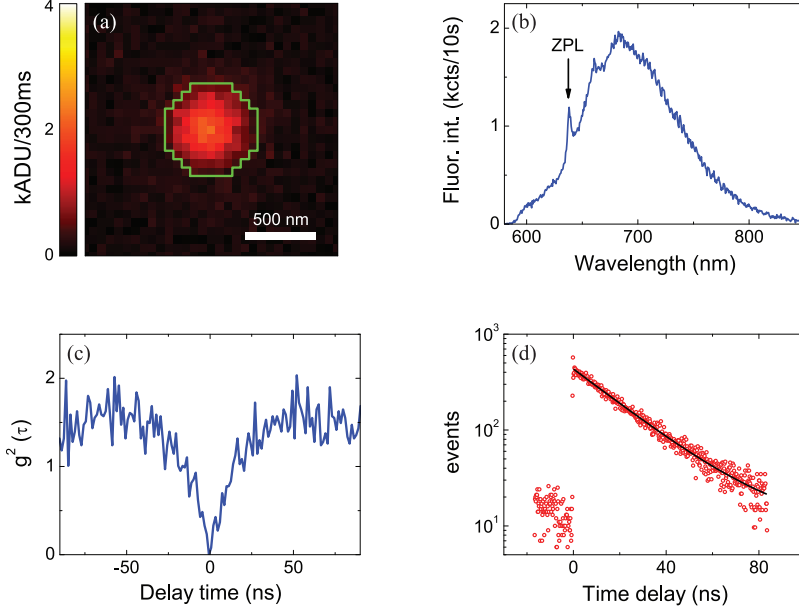 (a)
4
2
0
kADU/300ms
500 nm
(b)
ZPL
2
1
0
Fluor. int. (kcts/10s)
600 700 800
Wavelength (nm)
(c)
2
1
0
g² (τ)
-50 0 50
Delay time (ns)
(d)
10³
10²
10¹
events
0 40 80
Time delay (ns)